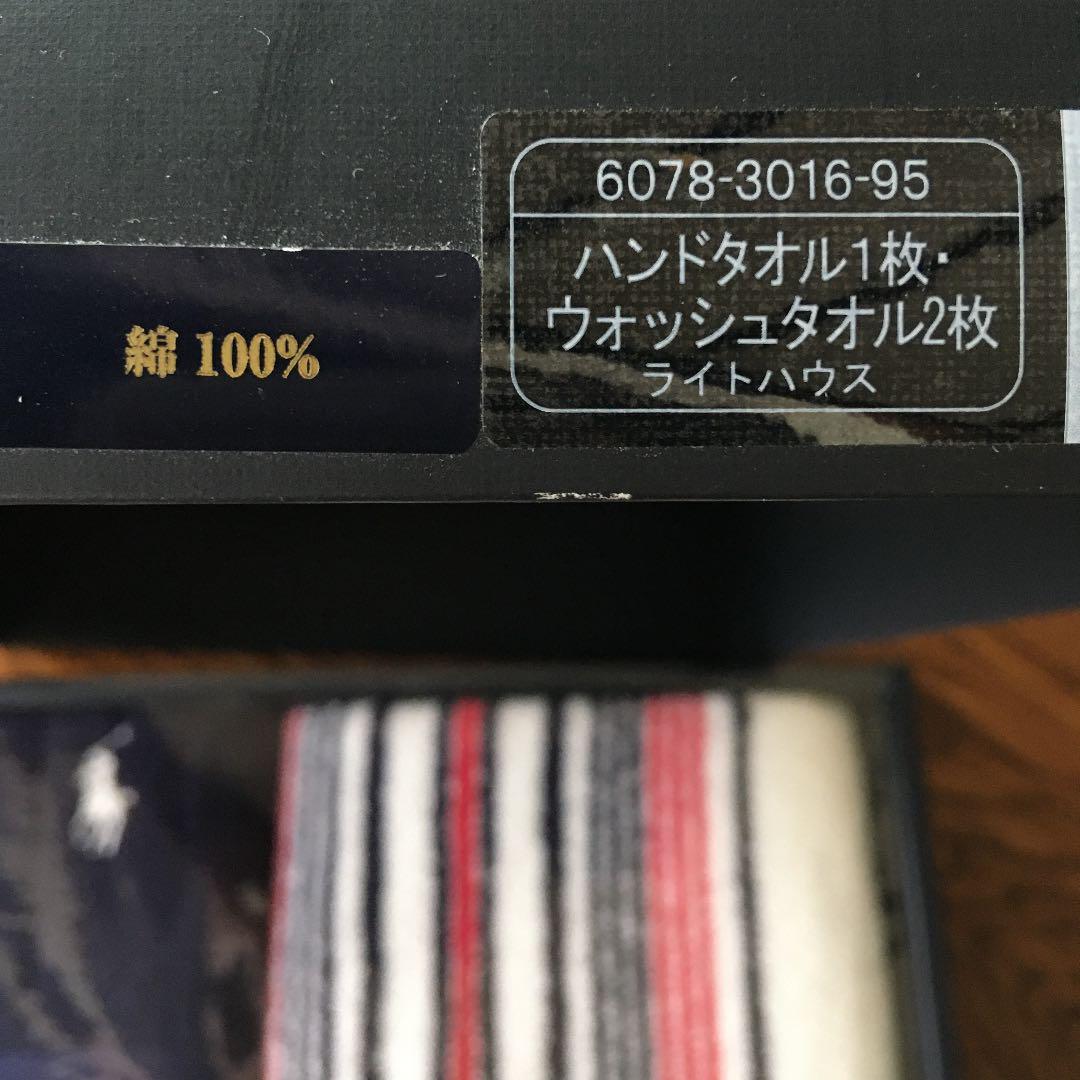 6078-3016-95
ハンドタオル1枚・
ウォッシュタオル2枚
ライトハウス
綿 100%